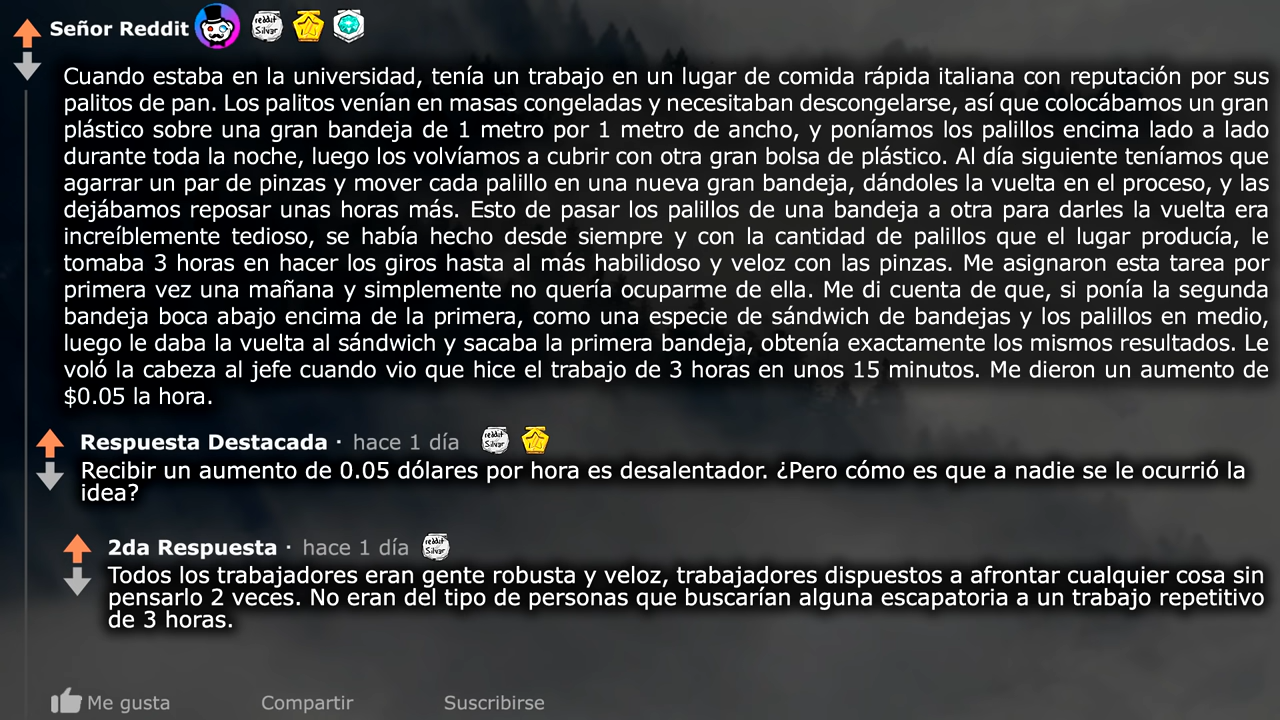 Señor Reddit
reddit Silvar
Cuando estaba en la universidad, tenía un trabajo en un lugar de comida rápida italiana con reputación por sus
palitos de pan. Los palitos venían en masas congeladas y necesitaban descongelarse, así que colocábamos un gran
plástico sobre una gran bandeja de 1 metro por 1 metro de ancho, y poníamos los palillos encima lado a lado
durante toda la noche, luego los volvíamos a cubrir con otra gran bolsa de plástico. Al día siguiente teníamos que
agarrar un par de pinzas y mover cada palillo en una nueva gran bandeja, dándoles la vuelta en el proceso, y las
dejábamos reposar unas horas más. Esto de pasar los palillos de una bandeja a otra para darles la vuelta era
increíblemente tedioso, se había hecho desde siempre y con la cantidad de palillos que el lugar producía, le
tomaba 3 horas en hacer los giros hasta al más habilidoso y veloz con las pinzas. Me asignaron esta tarea por
primera vez una mañana y simplemente no quería ocuparme de ella. Me di cuenta de que, si ponía la segunda
bandeja boca abajo encima de la primera, como una especie de sándwich de bandejas y los palillos en medio,
luego le daba la vuelta al sándwich y sacaba la primera bandeja, obtenía exactamente los mismos resultados. Le
voló la cabeza al jefe cuando vio que hice el trabajo de 3 horas en unos 15 minutos. Me dieron un aumento de
$0.05 la hora.
Respuesta Destacada · hace 1 día
reddit Silvar
Recibir un aumento de 0.05 dólares por hora es desalentador. ¿Pero cómo es que a nadie se le ocurrió la
idea?
2da Respuesta · hace 1 día
reddit Silvar
Todos los trabajadores eran gente robusta y veloz, trabajadores dispuestos a afrontar cualquier cosa sin
pensarlo 2 veces. No eran del tipo de personas que buscarían alguna escapatoria a un trabajo repetitivo
de 3 horas.
Me gusta Compartir Suscribirse